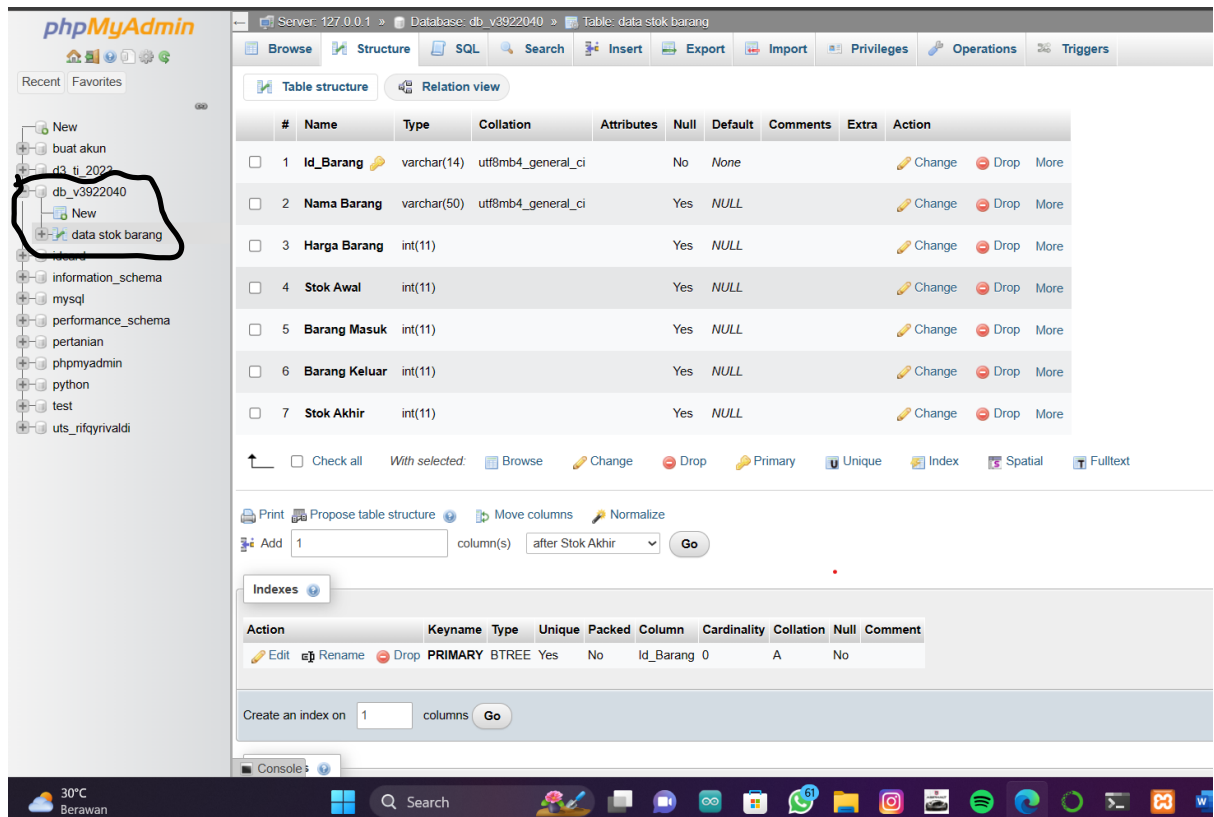 phpMyAdmin
Recent Favorites
New
buat akun
d3_ti_2022
db_v3922040
New
data stok barang
idcard
information_schema
mysql
performance_schema
pertanian
phpmyadmin
python
test
uts_rifqyrivaldi
Server: 127.0.0.1 » Database: db_v3922040 » Table: data stok barang
Browse Structure SQL Search Insert Export Import Privileges Operations Triggers
Table structure Relation view
# Name Type Collation Attributes Null Default Comments Extra Action
1 Id_Barang varchar(14) utf8mb4_general_ci No None Change Drop More
2 Nama Barang varchar(50) utf8mb4_general_ci Yes NULL Change Drop More
3 Harga Barang int(11) Yes NULL Change Drop More
4 Stok Awal int(11) Yes NULL Change Drop More
5 Barang Masuk int(11) Yes NULL Change Drop More
6 Barang Keluar int(11) Yes NULL Change Drop More
7 Stok Akhir int(11) Yes NULL Change Drop More
Check all With selected: Browse Change Drop Primary Unique Index Spatial Fulltext
Print Propose table structure Move columns Normalize
Add 1 column(s) after Stok Akhir Go
Indexes
Action Keyname Type Unique Packed Column Cardinality Collation Null Comment
Edit Rename Drop PRIMARY BTREE Yes No Id_Barang 0 A No
Create an index on 1 columns Go
Console
30°C
Berawan
Search
61